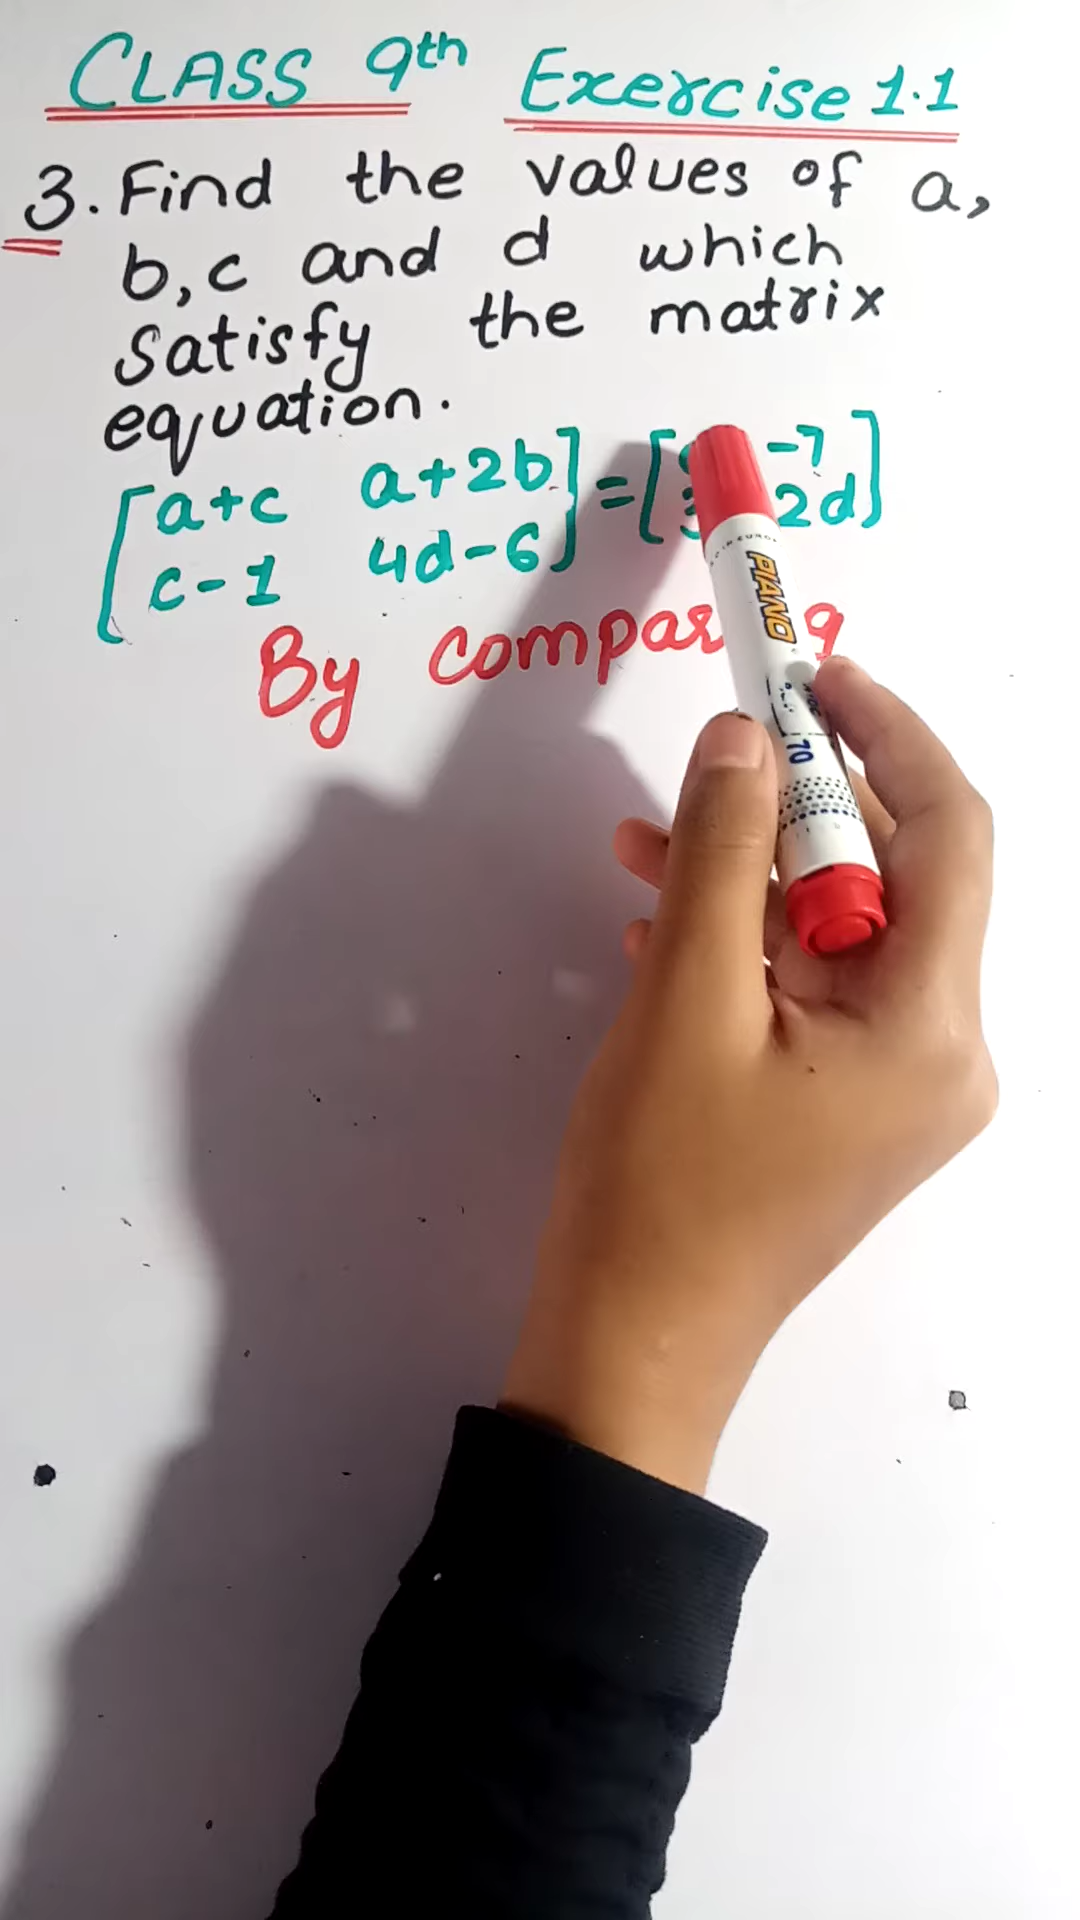 CLASS 9th Exercise 1.1
3. Find the values of a,
b, c and d which
Satisfy the matrix
equation.
[a+c a+2b] = [ -7]
[c-1 4d-6] [ 2d]
By
PIANO
70